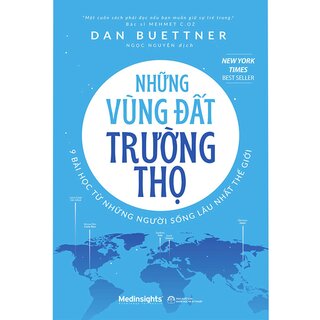 "Một cuốn sách phải đọc nếu bạn muốn giữ sự trẻ trung!"
Bác sĩ MEHMET C.OZ
DAN BUETTNER
NGỌC NGUYỄN dịch
NEW YORK
TIMES
BEST SELLER
NHỮNG
VÙNG ĐẤT
TRƯỜNG
THỌ
9 BÀI HỌC TỪ NHỮNG NGƯỜI SỐNG LÂU NHẤT THẾ GIỚI
Medinsights